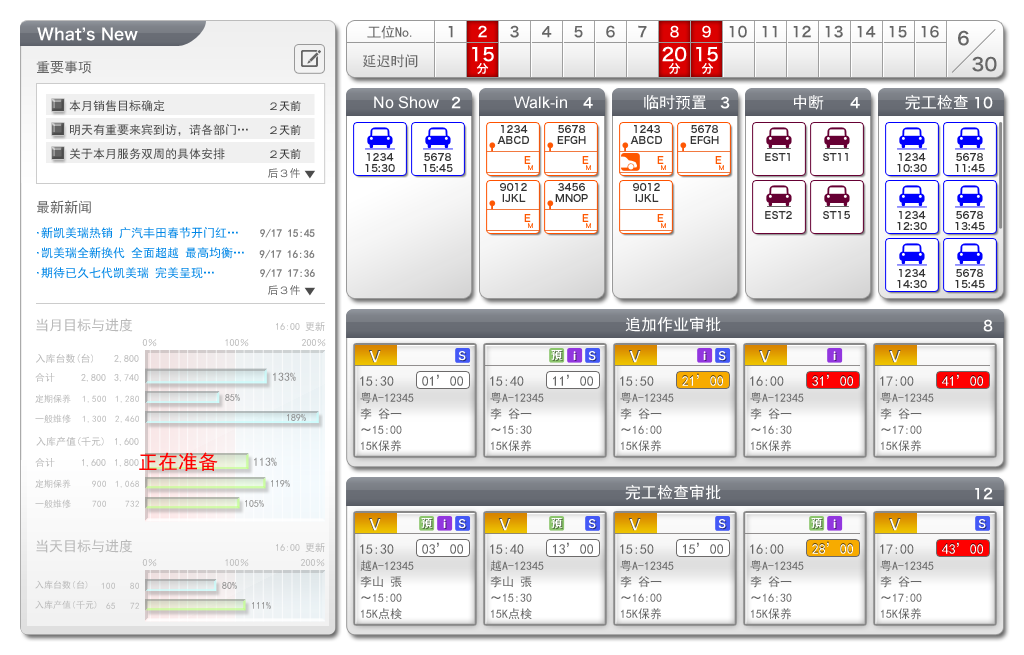 What's New
重要事项
本月销售目标确定 2天前
明天有重要来宾到访，请各部门… 2天前
关于本月服务双周的具体安排 2天前
后3件▼
最新新闻
·新凯美瑞热销 广汽丰田春节开门红… 9/17 15:45
·凯美瑞全新换代 全面超越 最高均衡… 9/17 16:36
·期待已久七代凯美瑞 完美呈现… 9/17 17:36
后3件▼
当月目标与进度 16:00 更新
0% 100% 200%
入库台数(台) 2,800
合计 2,800 3,740 133%
定期保养 1,500 1,280 85%
一般维修 1,300 2,460 189%
入库产值(千元) 1,600
合计 1,600 1,800 113%
正在准备
定期保养 900 1,068 119%
一般维修 700 732 105%
当天目标与进度 16:00 更新
0% 100% 200%
入库台数(台) 100 80 80%
入库产值(千元) 65 72 111%
工位No. 1 2 3 4 5 6 7 8 9 10 11 12 13 14 15 16
延迟时间 15分 20分 15分
6/30
No Show 2
1234 15:30
5678 15:45
Walk-in 4
1234 ABCD EM
5678 EFGH EM
9012 IJKL EM
3456 MNOP EM
临时预置 3
1243 ABCD EM
5678 EFGH EM
9012 IJKL EM
中断 4
EST1
ST11
EST2
ST15
完工检查 10
1234 10:30
5678 11:45
1234 12:30
5678 13:45
1234 14:30
5678 15:45
追加作业审批 8
V S
15:30 01’00
粤A-12345
李 谷一
～15:00
15K保养
預 i S
15:40 11’00
粤A-12345
李 谷一
～15:30
15K保养
V i S
15:50 21’00
粤A-12345
李 谷一
～16:00
15K保养
V i
16:00 31’00
粤A-12345
李 谷一
～16:30
15K保养
V
17:00 41’00
粤A-12345
李 谷一
～17:00
15K保养
完工检查审批 12
V 預 i S
15:30 03’00
越A-12345
李山 張
～15:00
15K点検
V 預 S
15:40 13’00
越A-12345
李山 張
～15:30
15K点検
V S
15:50 15’00
粤A-12345
李 谷一
～16:00
15K保养
預 i
16:00 28’00
粤A-12345
李 谷一
～16:30
15K保养
V S
17:00 43’00
粤A-12345
李 谷一
～17:00
15K保养